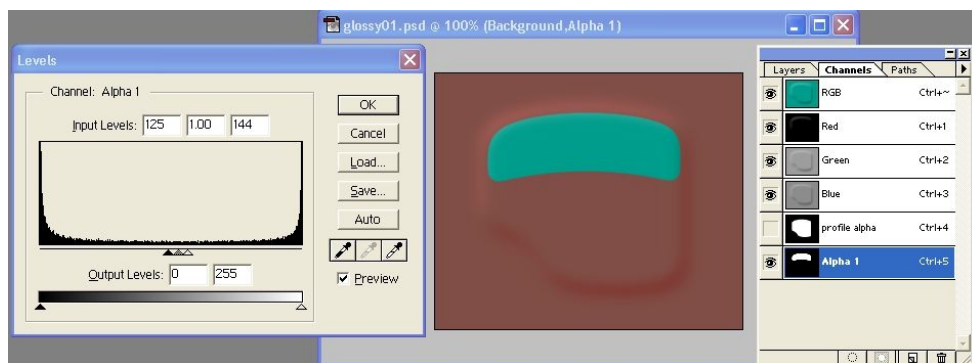 glossy01.psd @ 100% (Background,Alpha 1)
Levels
Channel: Alpha 1
Input Levels: 125 1.00 144
Output Levels: 0 255
OK
Cancel
Load...
Save...
Auto
Preview
Layers Channels Paths
RGB Ctrl+~
Red Ctrl+1
Green Ctrl+2
Blue Ctrl+3
profile alpha Ctrl+4
Alpha 1 Ctrl+5